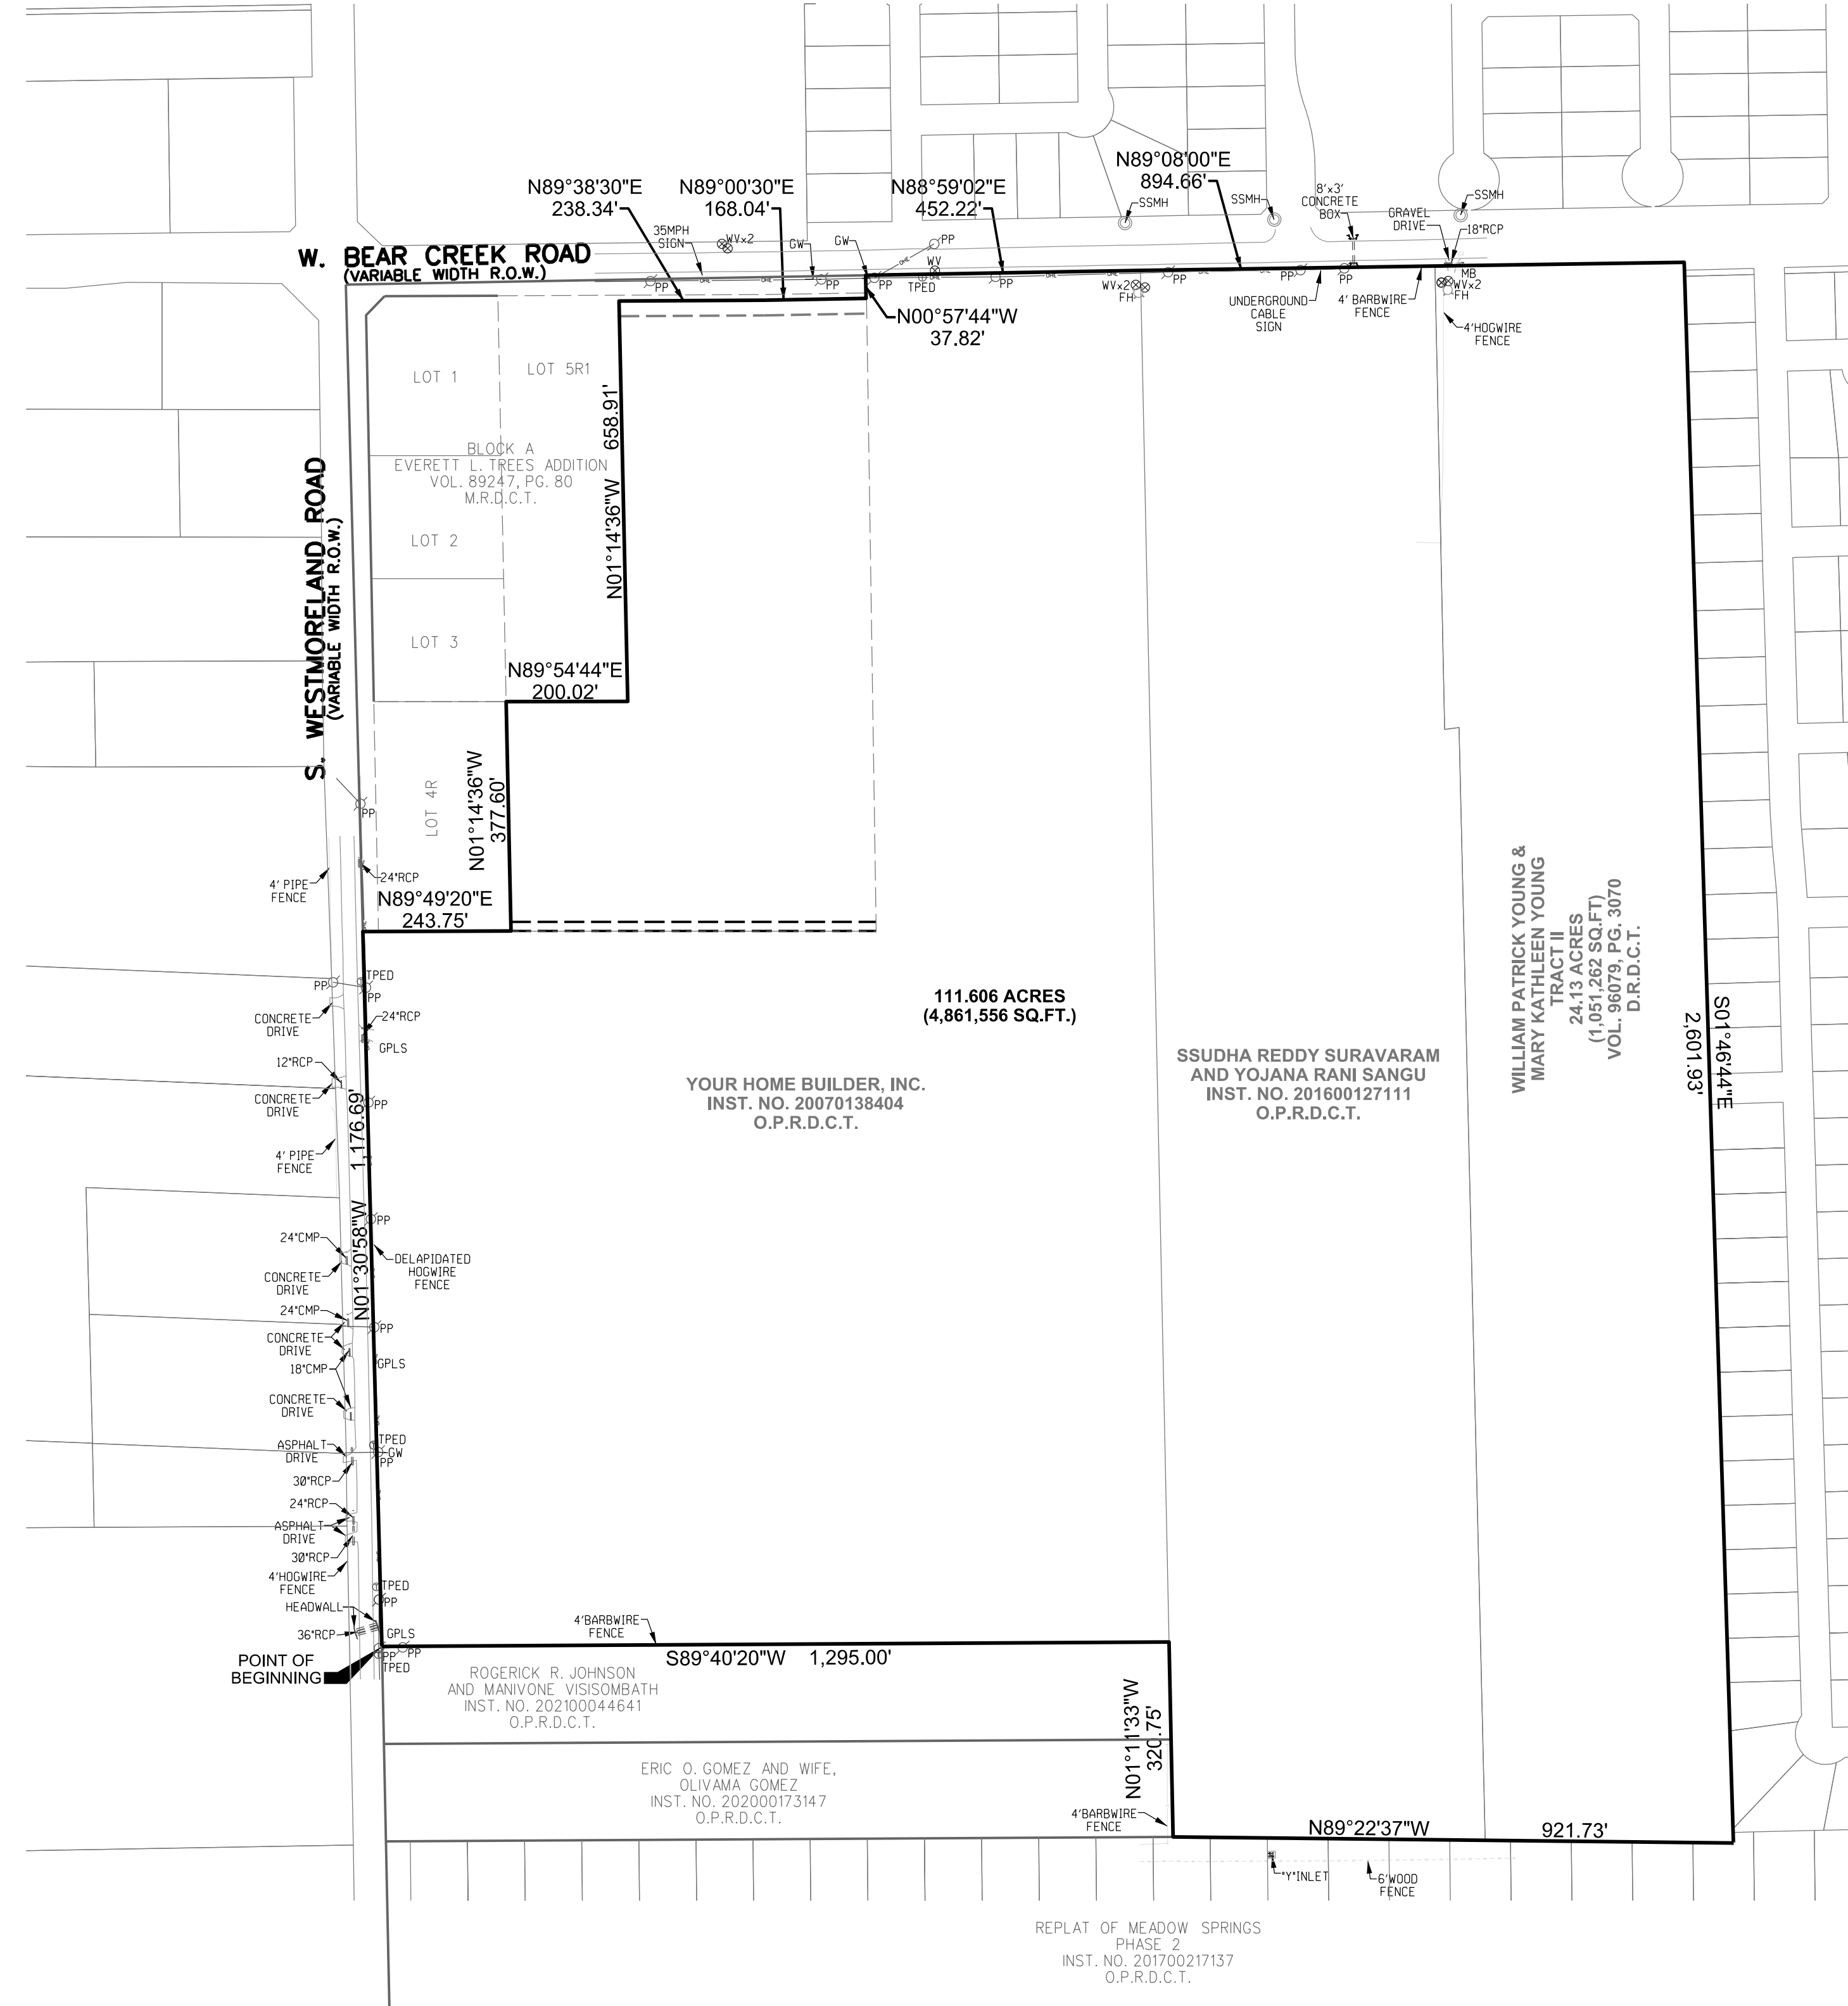 N89°38'30"E
238.34'
N89°00'30"E
168.04'
N88°59'02"E
452.22'
N89°08'00"E
894.66'
SSMH
SSMH
8'x3'
CONCRETE
BOX
GRAVEL
DRIVE
SSMH
18"RCP
W. BEAR CREEK ROAD
(VARIABLE WIDTH R.O.W.)
35MPH
SIGN
WVx2
GW
GW
PP
WV
OHE
OHE
OHE
OHE
PP
PP
TPED
PP
WVx2
FH
PP
PP
PP
UNDERGROUND
CABLE
SIGN
4' BARBWIRE
FENCE
MB
WVx2
FH
4'HOGWIRE
FENCE
N00°57'44"W
37.82'
LOT 1
LOT 5R1
BLOCK A
EVERETT L. TREES ADDITION
VOL. 89247, PG. 80
M.R.D.C.T.
N01°14'36"W 658.91'
LOT 2
LOT 3
S. WESTMORELAND ROAD
(VARIABLE WIDTH R.O.W.)
N89°54'44"E
200.02'
LOT 4R
N01°14'36"W
377.60'
PP
24"RCP
4' PIPE
FENCE
N89°49'20"E
243.75'
TPED
PP
PP
CONCRETE
DRIVE
24"RCP
GPLS
12"RCP
CONCRETE
DRIVE
PP
4' PIPE
FENCE
N01°30'58"W 1,176.69'
111.606 ACRES
(4,861,556 SQ.FT.)
YOUR HOME BUILDER, INC.
INST. NO. 20070138404
O.P.R.D.C.T.
SSUDHA REDDY SURAVARAM
AND YOJANA RANI SANGU
INST. NO. 201600127111
O.P.R.D.C.T.
WILLIAM PATRICK YOUNG &
MARY KATHLEEN YOUNG
TRACT II
24.13 ACRES
(1,051,262 SQ.FT)
VOL. 96079, PG. 3070
D.R.D.C.T.
S01°46'44"E
2,601.93'
PP
24"CMP
CONCRETE
DRIVE
DELAPIDATED
HOGWIRE
FENCE
24"CMP
PP
CONCRETE
DRIVE
18"CMP
GPLS
CONCRETE
DRIVE
ASPHALT
DRIVE
TPED
GW
PP
30"RCP
24"RCP
ASPHALT
DRIVE
30"RCP
4'HOGWIRE
FENCE
TPED
PP
HEADWALL
36"RCP
GPLS
PP
PP
TPED
POINT OF
BEGINNING
4'BARBWIRE
FENCE
S89°40'20"W 1,295.00'
ROGERICK R. JOHNSON
AND MANIVONE VISISOMBATH
INST. NO. 202100044641
O.P.R.D.C.T.
N01°11'33"W
320.75'
ERIC O. GOMEZ AND WIFE,
OLIVAMA GOMEZ
INST. NO. 202000173147
O.P.R.D.C.T.
4'BARBWIRE
FENCE
N89°22'37"W 921.73'
"Y"INLET
6'WOOD
FENCE
REPLAT OF MEADOW SPRINGS
PHASE 2
INST. NO. 201700217137
O.P.R.D.C.T.